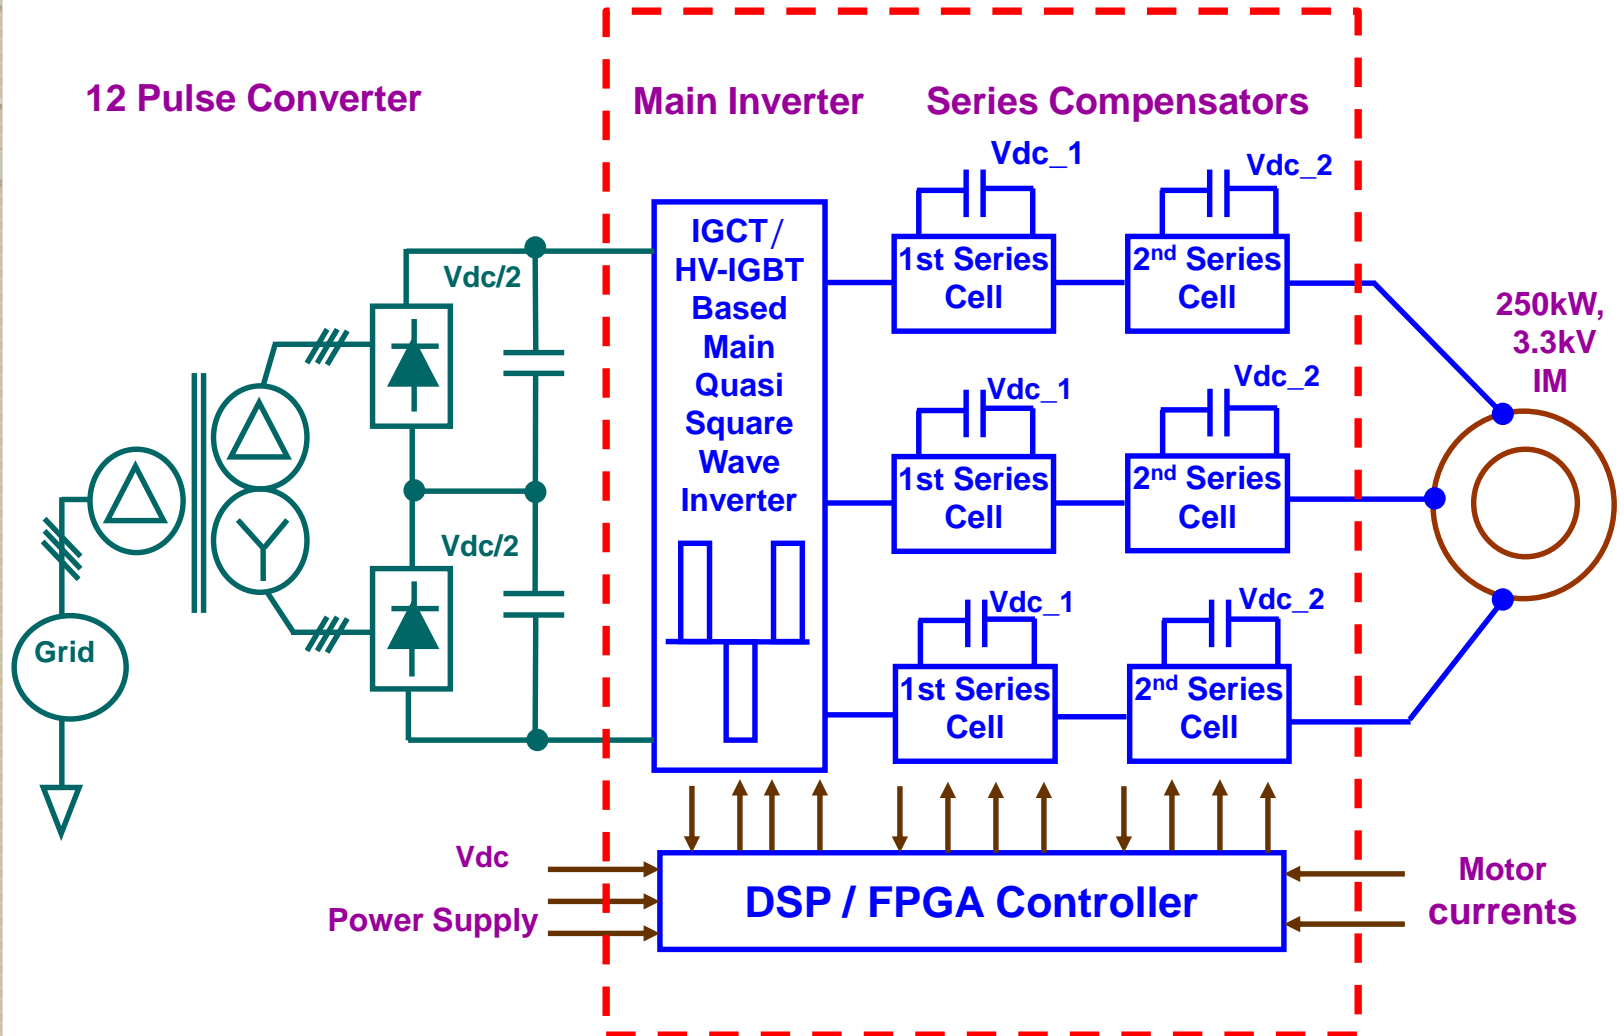 12 Pulse Converter
Main Inverter
Series Compensators
Vdc_1
Vdc_2
Vdc/2
IGCT/
HV-IGBT
Based
Main
Quasi
Square
Wave
Inverter
1st Series
Cell
2nd Series
Cell
250kW,
3.3kV
IM
Vdc_1
Vdc_2
1st Series
Cell
2nd Series
Cell
Vdc/2
Vdc_1
Vdc_2
1st Series
Cell
2nd Series
Cell
Grid
Vdc
Power Supply
DSP / FPGA Controller
Motor
currents